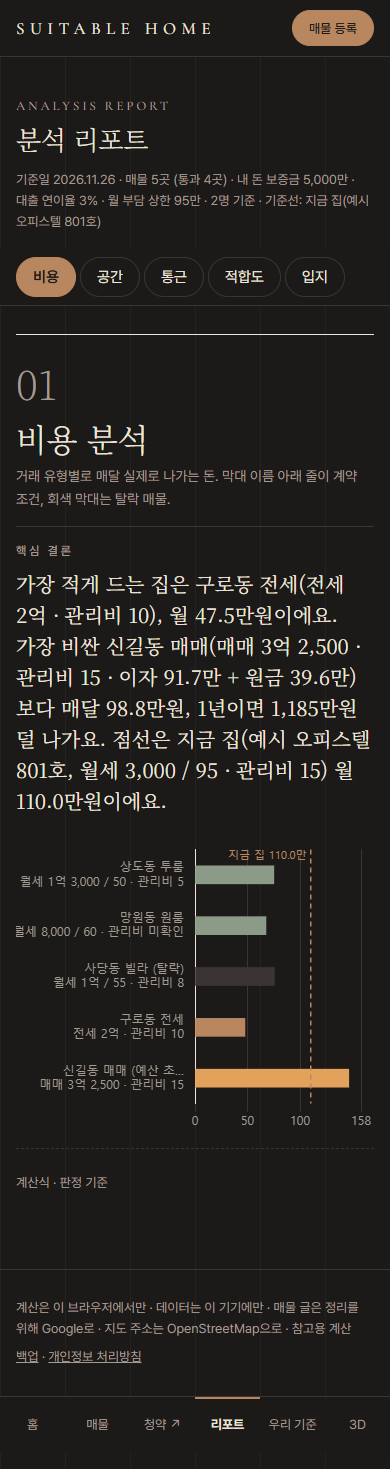 SUITABLE HOME
매물 등록
ANALYSIS REPORT
분석 리포트
기준일 2026.11.26 · 매물 5곳 (통과 4곳) · 내 돈 보증금 5,000만 ·
대출 연이율 3% · 월 부담 상한 95만 · 2명 기준 · 기준선: 지금 집(예시
오피스텔 801호)
비용
공간
통근
적합도
입지
01
비용 분석
거래 유형별로 매달 실제로 나가는 돈. 막대 이름 아래 줄이 계약
조건, 회색 막대는 탈락 매물.
핵심 결론
가장 적게 드는 집은 구로동 전세(전세
2억 · 관리비 10), 월 47.5만원이에요.
가장 비싼 신길동 매매(매매 3억 2,500 ·
관리비 15 · 이자 91.7만 + 원금 39.6만)
보다 매달 98.8만원, 1년이면 1,185만원
덜 나가요. 점선은 지금 집(예시 오피스텔
801호, 월세 3,000 / 95 · 관리비 15) 월
110.0만원이에요.
지금 집 110.0만
상도동 투룸
월세 1억 3,000 / 50 · 관리비 5
망원동 원룸
월세 8,000 / 60 · 관리비 미확인
사당동 빌라 (탈락)
월세 1억 / 55 · 관리비 8
구로동 전세
전세 2억 · 관리비 10
신길동 매매 (예산 초...
매매 3억 2,500 · 관리비 15
0 50 100 158
계산식 · 판정 기준
계산은 이 브라우저에서만 · 데이터는 이 기기에만 · 매물 글은 정리를
위해 Google로 · 지도 주소는 OpenStreetMap으로 · 참고용 계산
백업 · 개인정보 처리방침
홈
매물
청약 ↗
리포트
우리 기준
3D